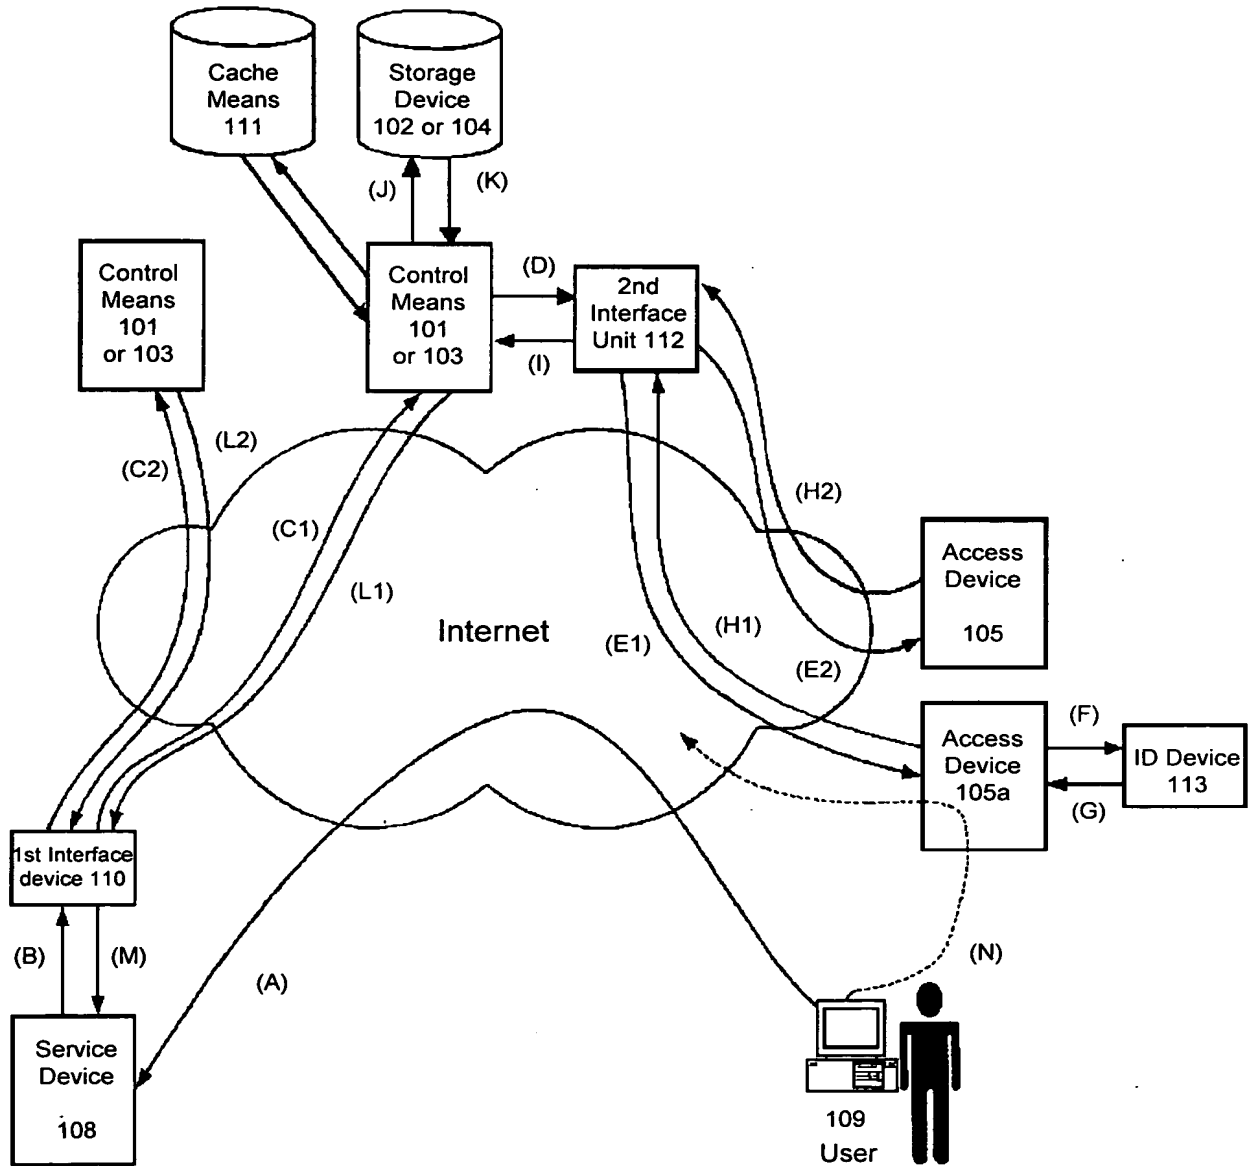 Cache
Means
111
Storage
Device
102 or 104
(J)
(K)
Control
Means
101
or 103
Control
Means
101
or 103
(D)
(I)
2nd
Interface
Unit 112
(L2)
(C2)
(C1)
(L1)
(H2)
Internet
(E1)
(H1)
(E2)
Access
Device
105
Access
Device
105a
(F)
(G)
ID Device
113
1st Interface
device 110
(B)
(M)
(A)
(N)
Service
Device
108
109
User